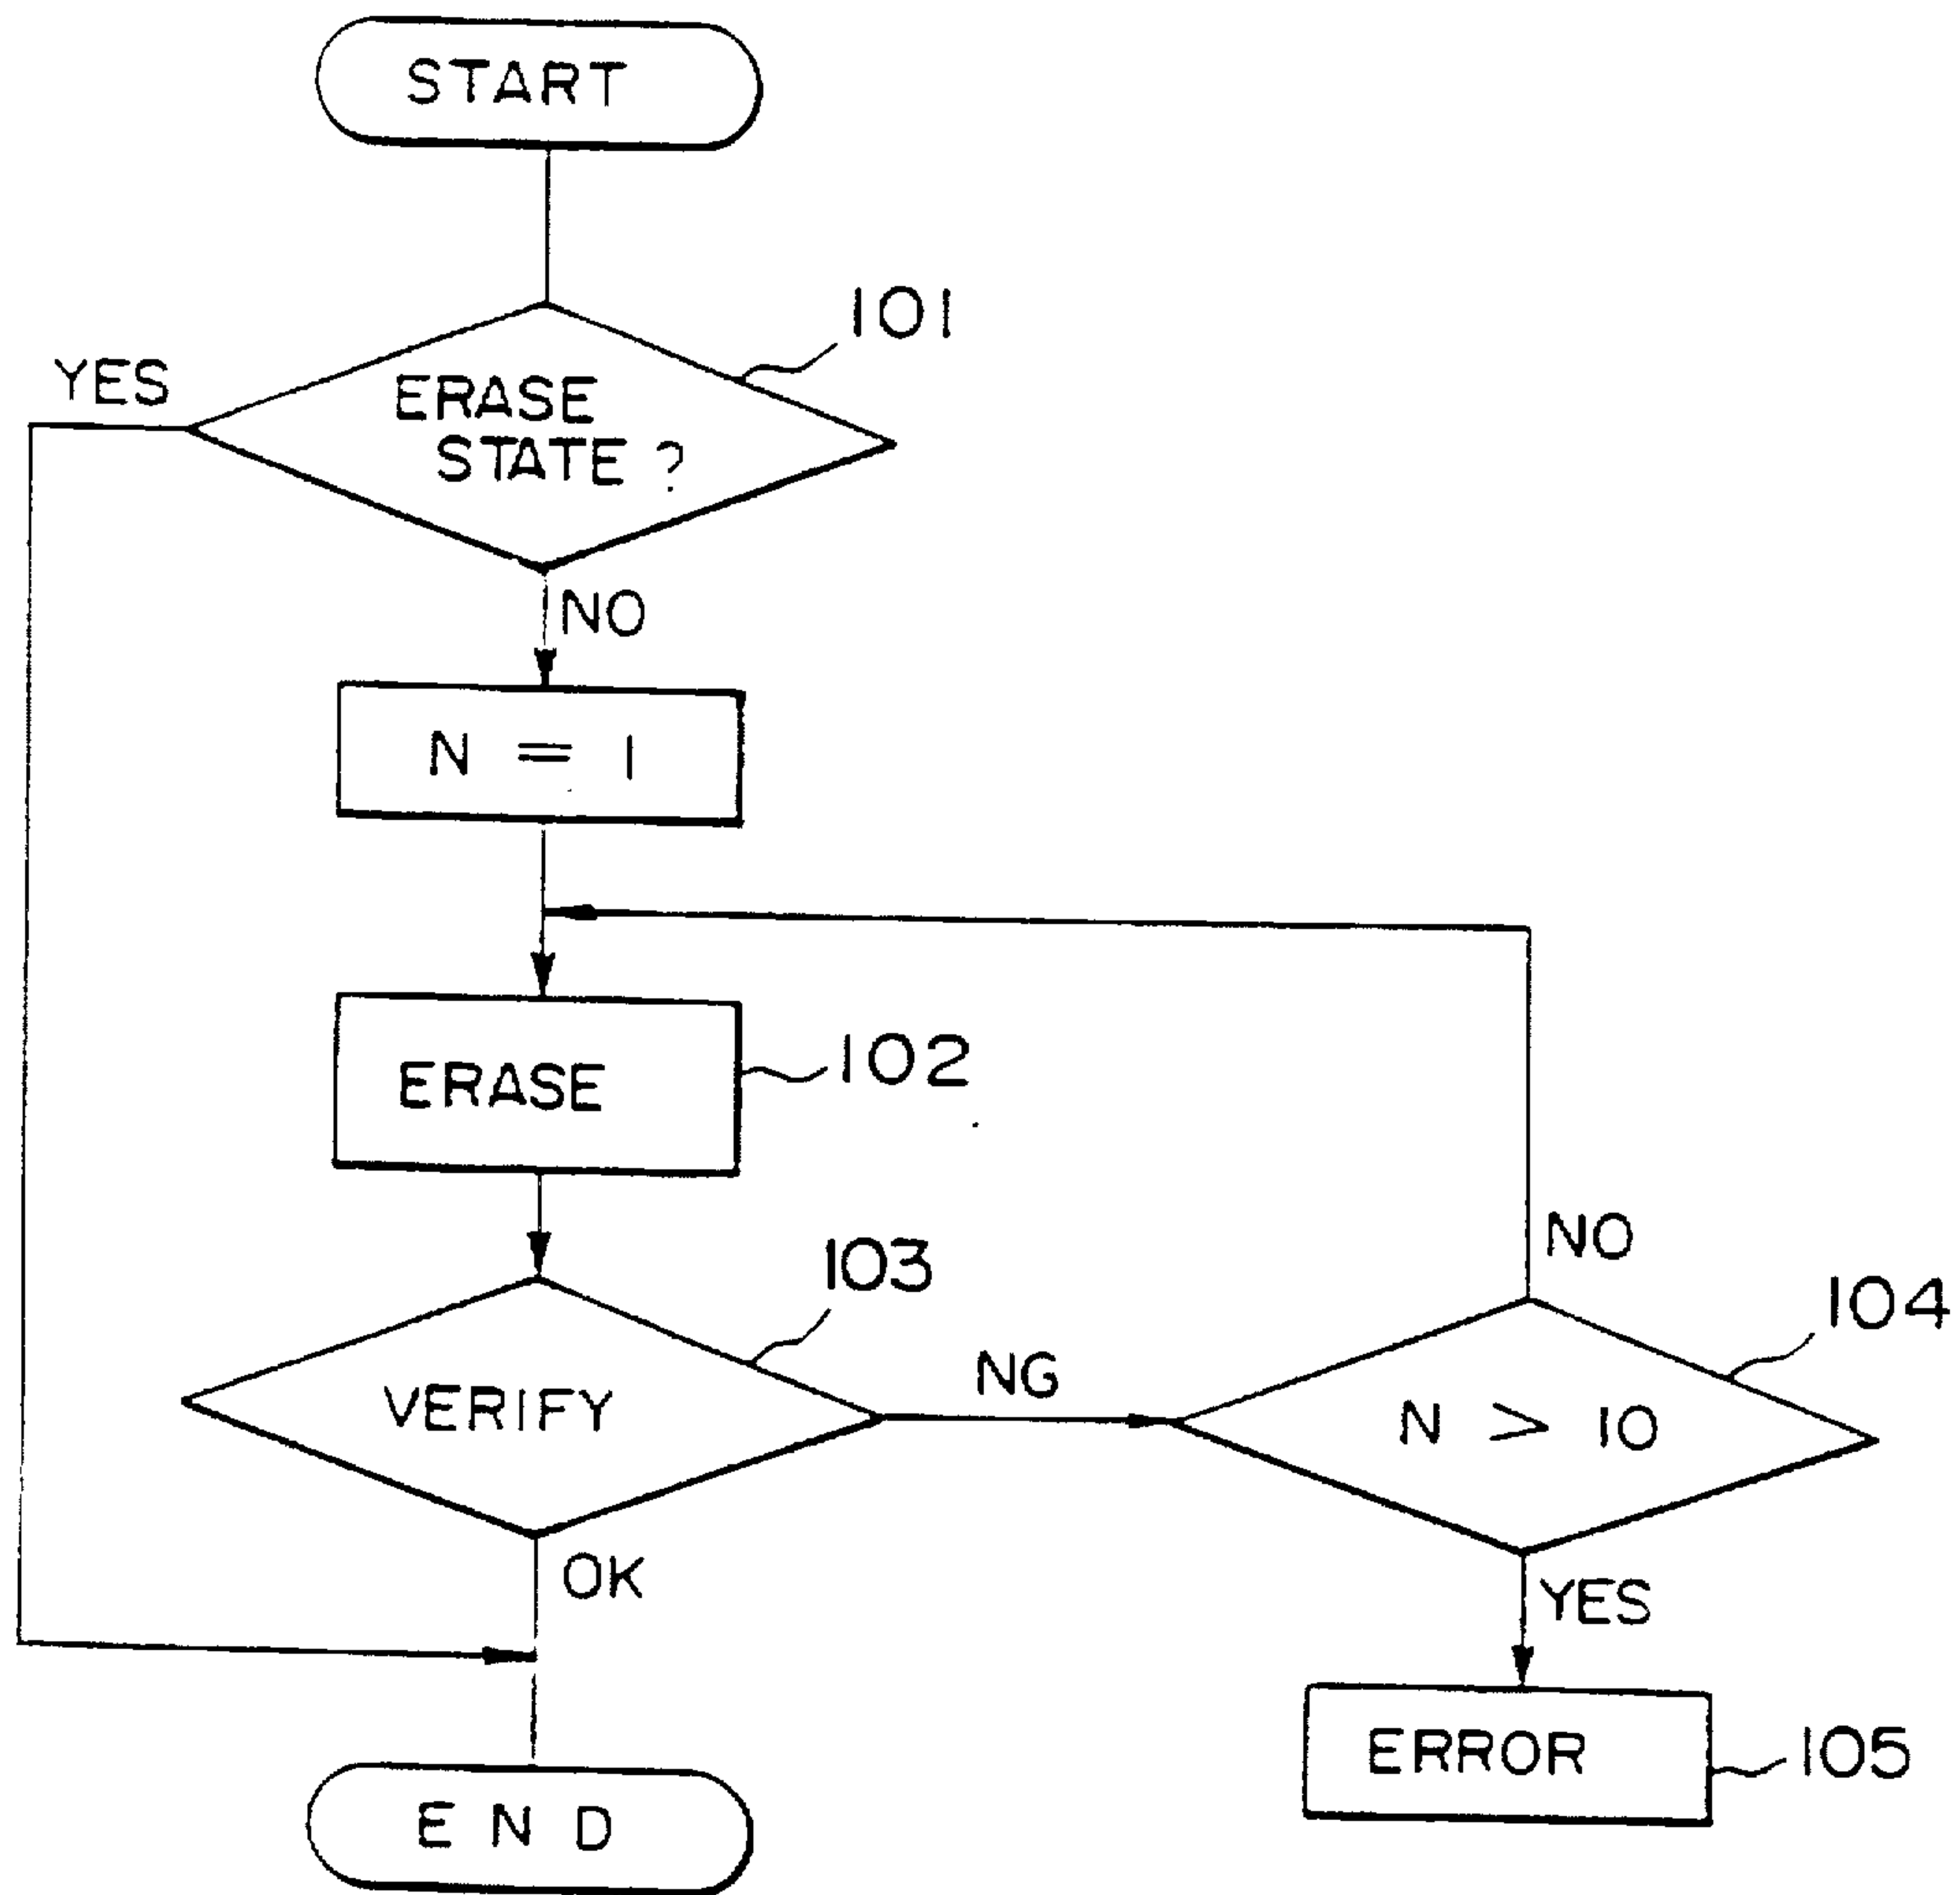 START
101
YES
ERASE
STATE ?
NO
N = 1
ERASE
102
103
VERIFY
NG
NO
104
N > 10
OK
YES
ERROR
105
END